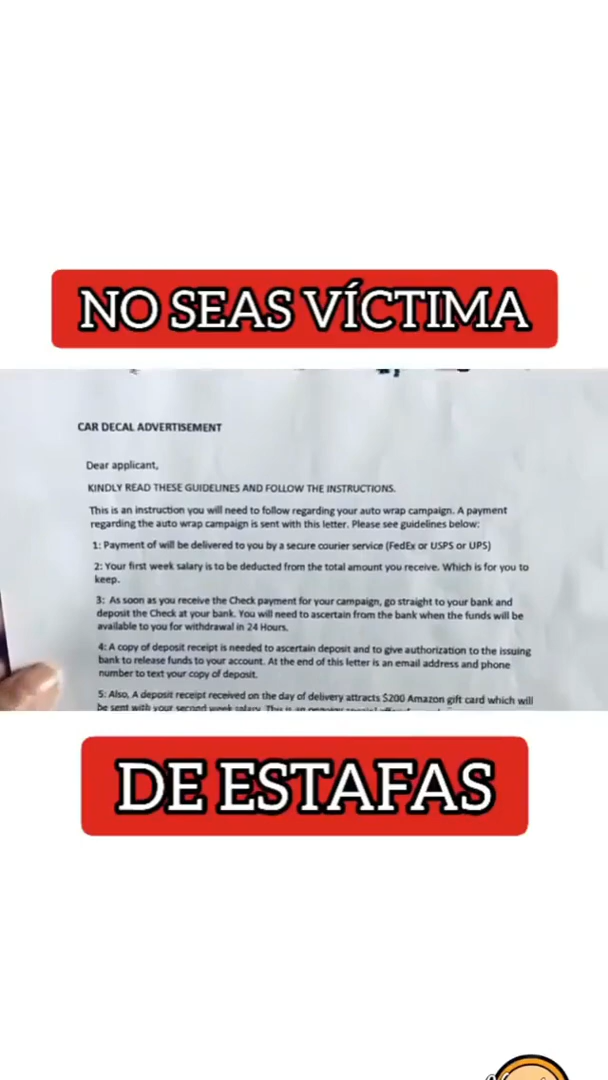 NO SEAS VÍCTIMA
CAR DECAL ADVERTISEMENT
Dear applicant,
KINDLY READ THESE GUIDELINES AND FOLLOW THE INSTRUCTIONS.
This is an instruction you will need to follow regarding your auto wrap campaign. A payment
regarding the auto wrap campaign is sent with this letter. Please see guidelines below:
1: Payment of will be delivered to you by a secure courier service (FedEx or USPS or UPS)
2: Your first week salary is to be deducted from the total amount you receive. Which is for you to
keep.
3: As soon as you receive the Check payment for your campaign, go straight to your bank and
deposit the Check at your bank. You will need to ascertain from the bank when the funds will be
available to you for withdrawal in 24 Hours.
4: A copy of deposit receipt is needed to ascertain deposit and to give authorization to the issuing
bank to release funds to your account. At the end of this letter is an email address and phone
number to text your copy of deposit.
5: Also, A deposit receipt received on the day of delivery attracts $200 Amazon gift card which will
be sent with your second week salary. This is an
DE ESTAFAS